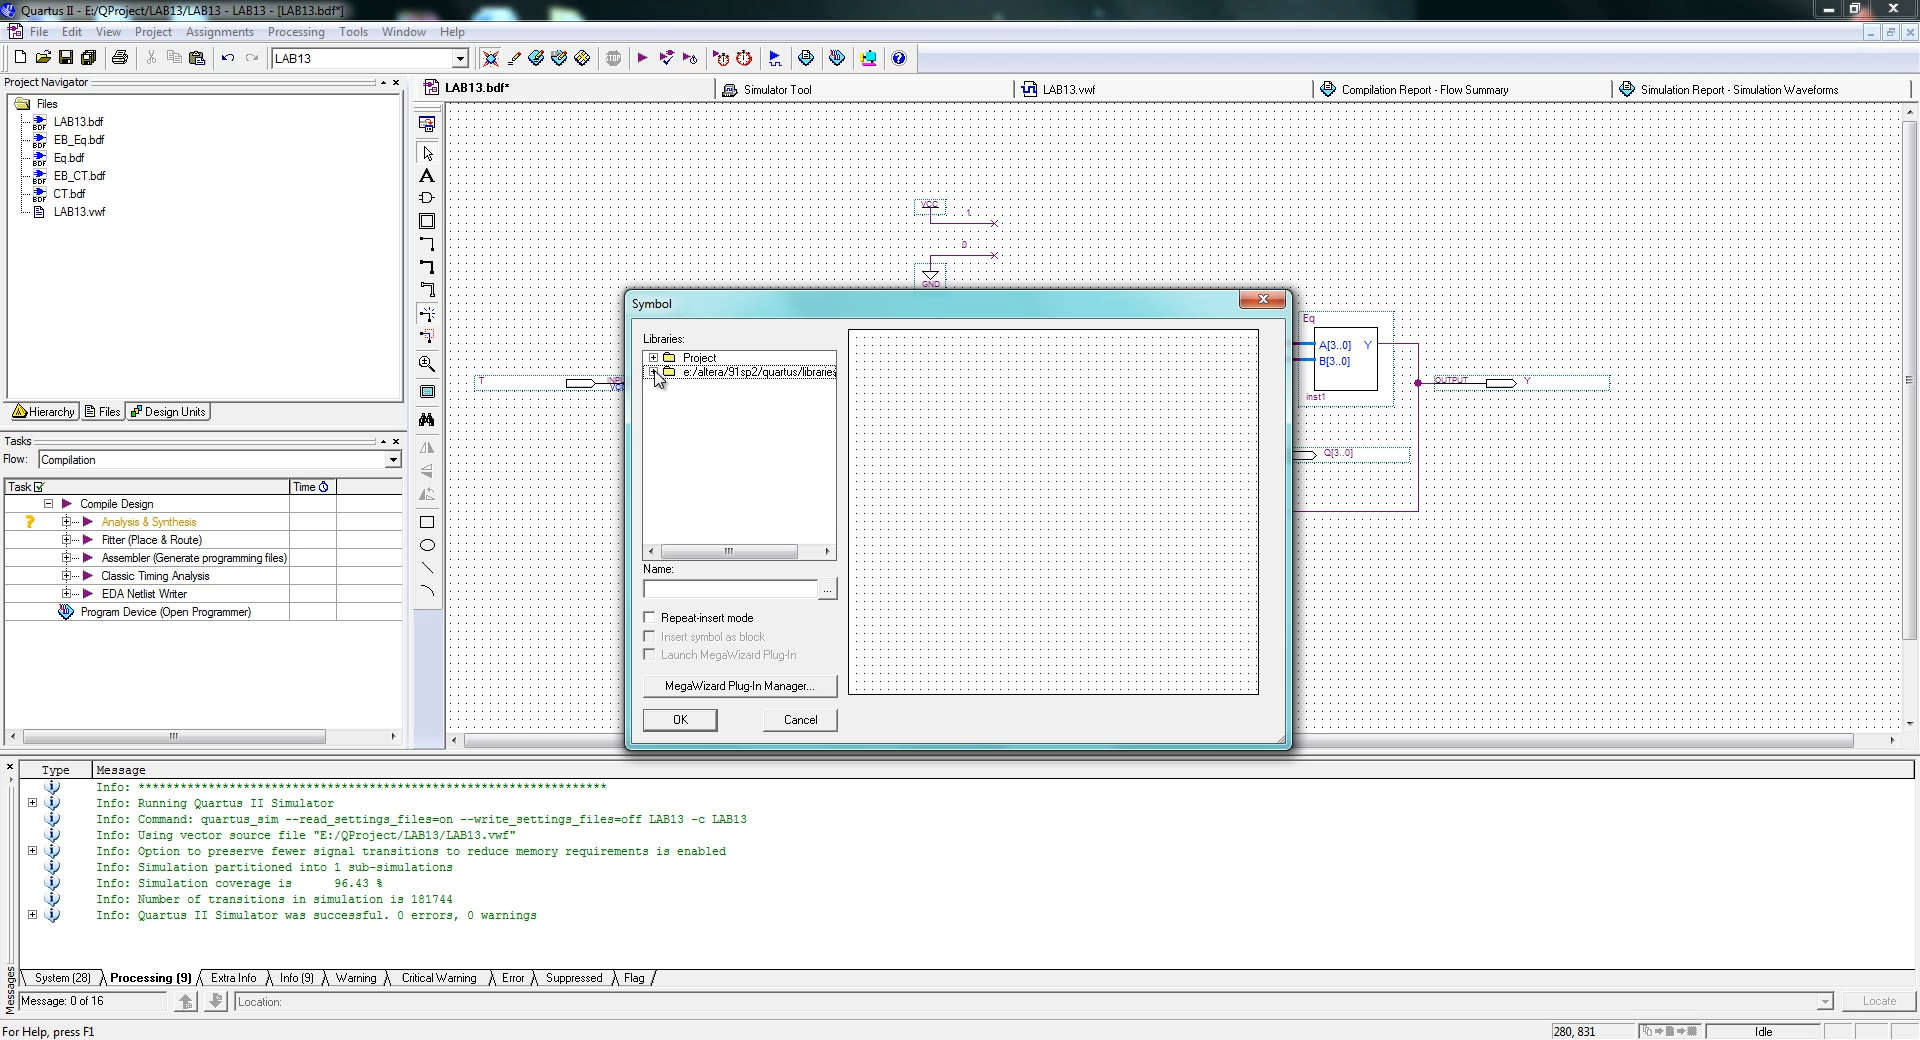 Quartus II - E:/QProject/LAB13/LAB13 - LAB13 - [LAB13.bdf*]
File Edit View Project Assignments Processing Tools Window Help
LAB13
Project Navigator
Files
LAB13.bdf
EB_Eq.bdf
Eq.bdf
EB_CT.bdf
CT.bdf
LAB13.vwf
Hierarchy Files Design Units
Tasks
Flow: Compilation
Task Time
Compile Design
Analysis & Synthesis
Fitter (Place & Route)
Assembler (Generate programming files)
Classic Timing Analysis
EDA Netlist Writer
Program Device (Open Programmer)
LAB13.bdf* Simulator Tool LAB13.vwf Compilation Report - Flow Summary Simulation Report - Simulation Waveforms
VCC
1
0
GND
T
Eq
A[3..0] Y
B[3..0]
inst1
OUTPUT Y
Q[3..0]
Symbol
Libraries:
Project
e:/altera/91sp2/quartus/libraries
Name:
...
Repeat-insert mode
Insert symbol as block
Launch MegaWizard Plug-In
MegaWizard Plug-In Manager...
OK Cancel
Type Message
Info: *******************************************************************
Info: Running Quartus II Simulator
Info: Command: quartus_sim --read_settings_files=on --write_settings_files=off LAB13 -c LAB13
Info: Using vector source file "E:/QProject/LAB13/LAB13.vwf"
Info: Option to preserve fewer signal transitions to reduce memory requirements is enabled
Info: Simulation partitioned into 1 sub-simulations
Info: Simulation coverage is 96.43 %
Info: Number of transitions in simulation is 181744
Info: Quartus II Simulator was successful. 0 errors, 0 warnings
System (28) Processing (9) Extra Info Info (9) Warning Critical Warning Error Suppressed Flag
Messages
Message: 0 of 16 Location: Locate
For Help, press F1 280, 831 Idle